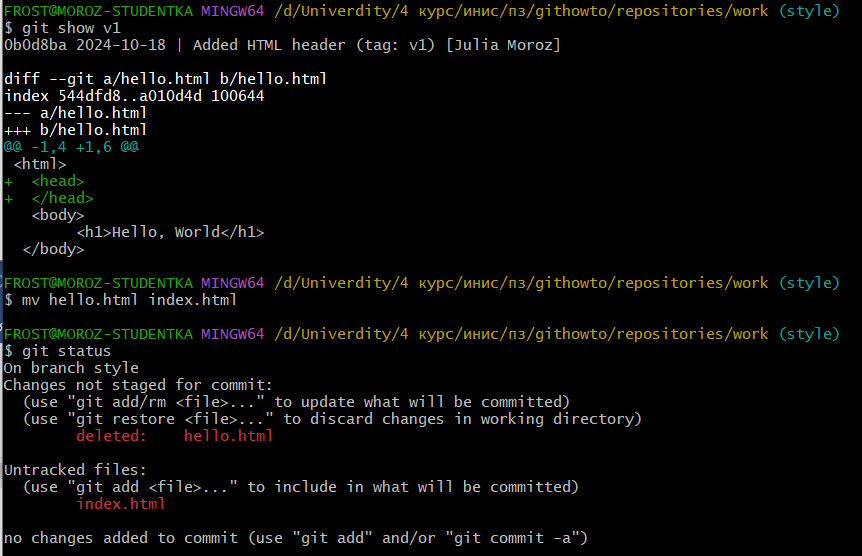 FROST@MOROZ-STUDENTKA MINGW64 /d/Univerdity/4 курс/инис/пз/githowto/repositories/work (style)
$ git show v1
0b0d8ba 2024-10-18 | Added HTML header (tag: v1) [Julia Moroz]

diff --git a/hello.html b/hello.html
index 544dfd8..a010d4d 100644
--- a/hello.html
+++ b/hello.html
@@ -1,4 +1,6 @@
 <html>
+  <head>
+  </head>
   <body>
        <h1>Hello, World</h1>
  </body>

FROST@MOROZ-STUDENTKA MINGW64 /d/Univerdity/4 курс/инис/пз/githowto/repositories/work (style)
$ mv hello.html index.html

FROST@MOROZ-STUDENTKA MINGW64 /d/Univerdity/4 курс/инис/пз/githowto/repositories/work (style)
$ git status
On branch style
Changes not staged for commit:
  (use "git add/rm <file>..." to update what will be committed)
  (use "git restore <file>..." to discard changes in working directory)
        deleted:    hello.html

Untracked files:
  (use "git add <file>..." to include in what will be committed)
        index.html

no changes added to commit (use "git add" and/or "git commit -a")